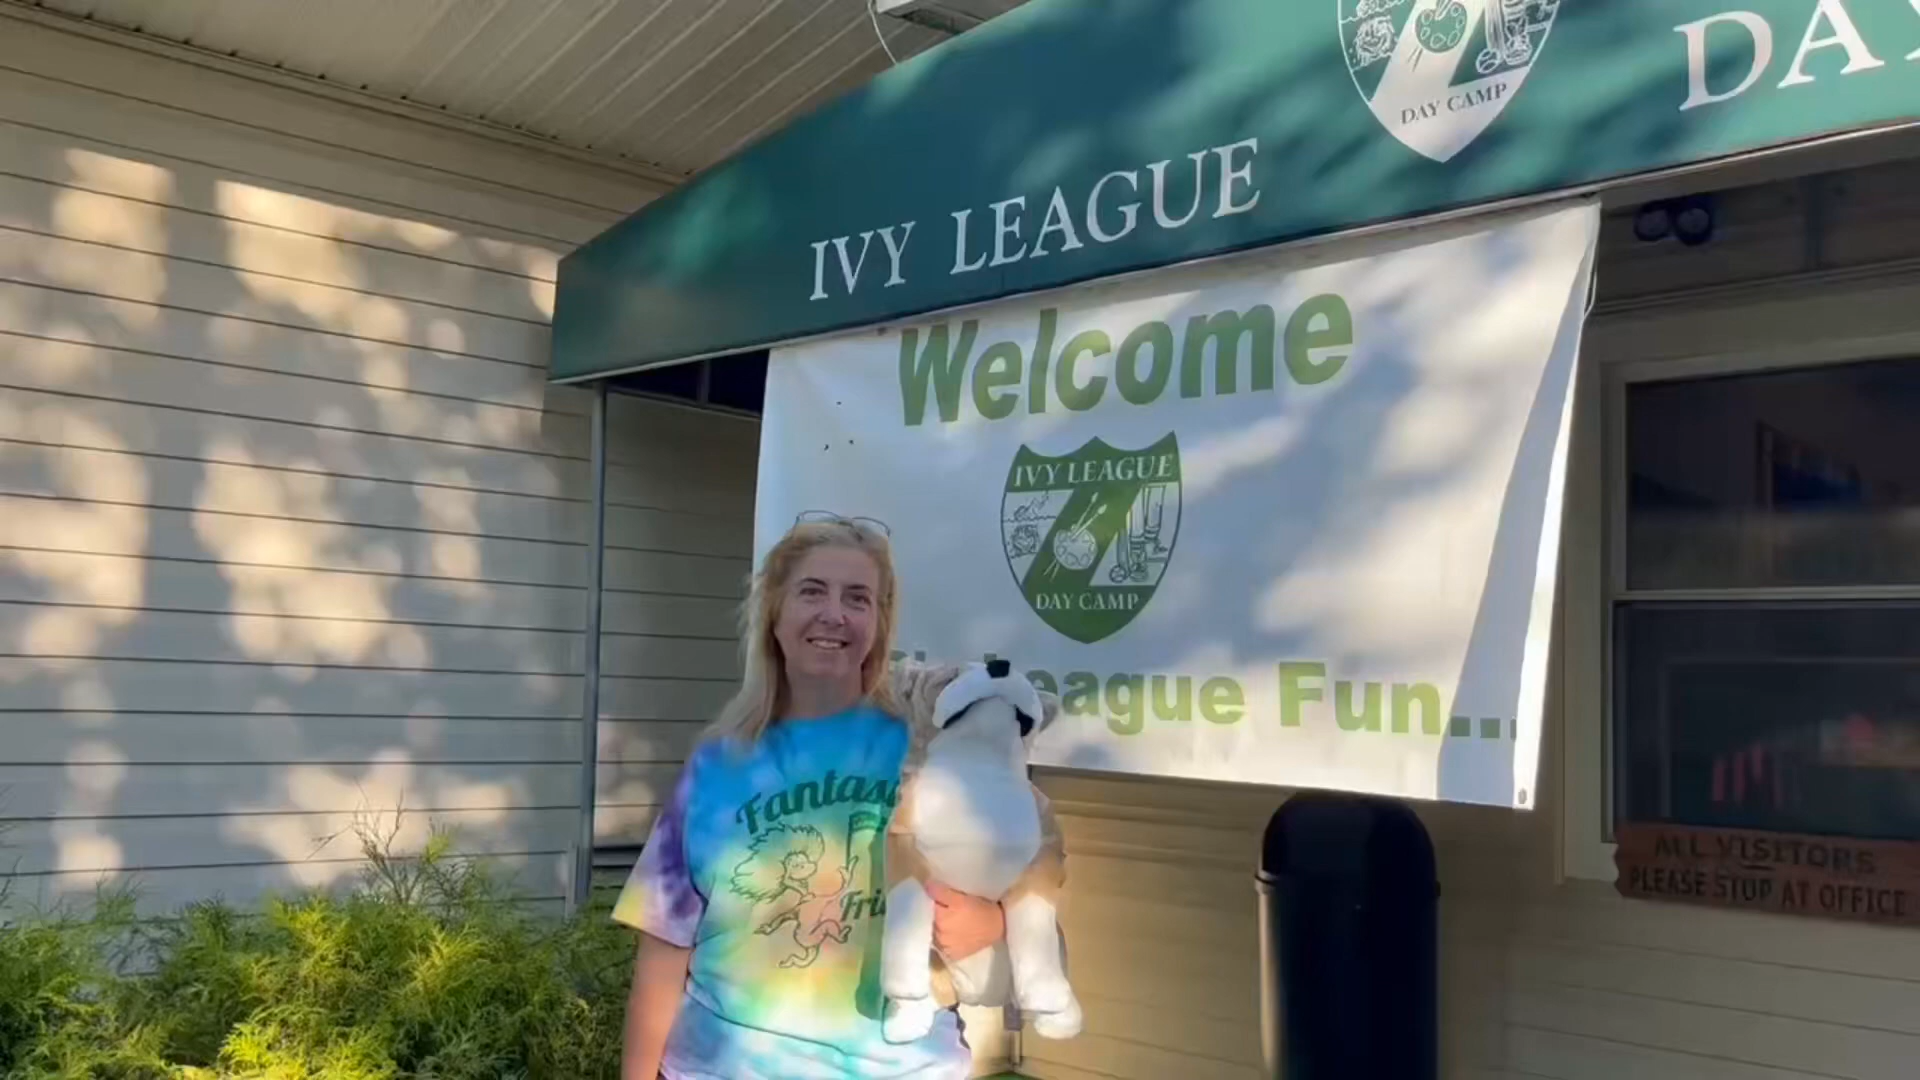 IVY LEAGUE
DAY CAMP
DA
Welcome
IVY LEAGUE
DAY CAMP
eague Fun...
Fantas
Fri
ALL VISITORS
PLEASE STOP AT OFFICE